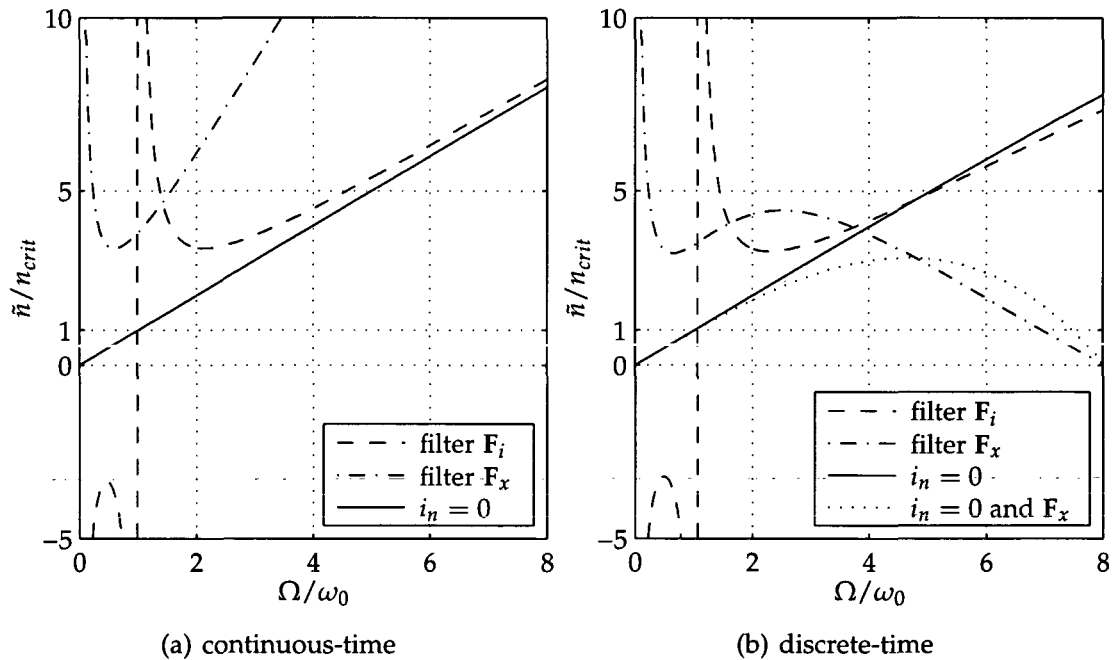 10
5
1
0
−5
ñ/n_crit
0 2 4 6 8
Ω/ω₀
filter F_i
filter F_x
i_n = 0
(a) continuous-time
10
5
1
0
−5
ñ/n_crit
0 2 4 6 8
Ω/ω₀
filter F_i
filter F_x
i_n = 0
i_n = 0 and F_x
(b) discrete-time